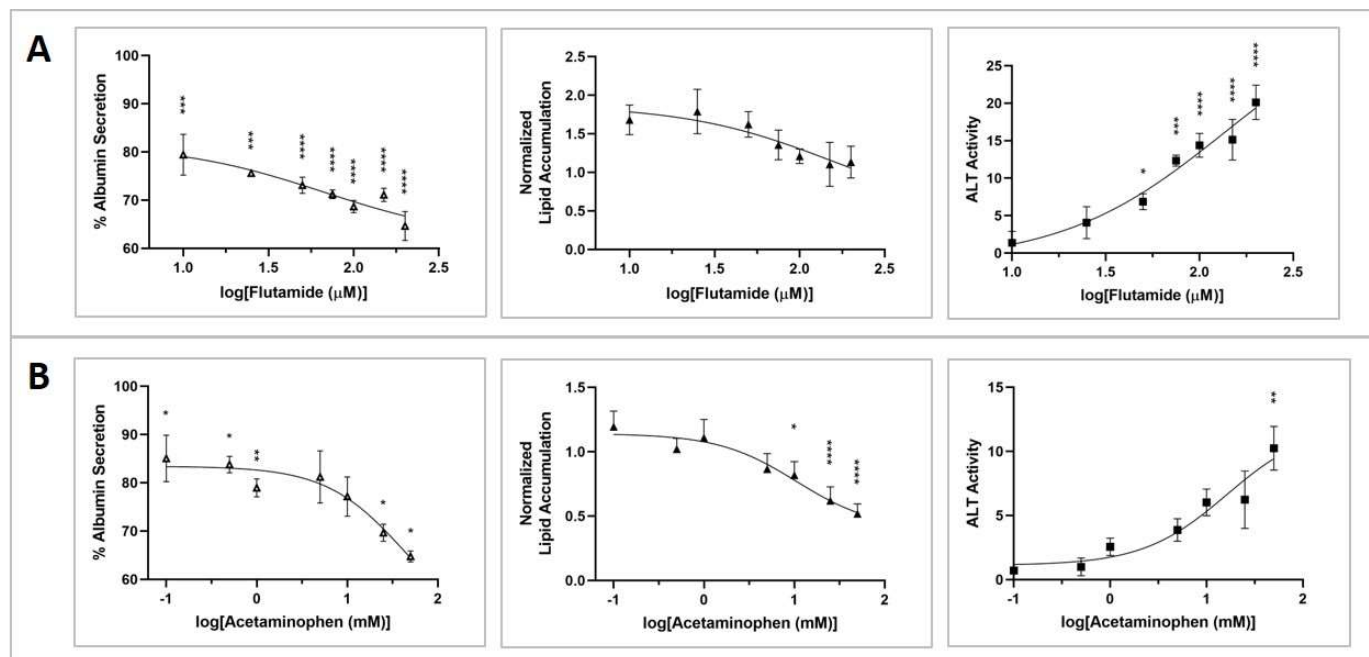 A
100
90
80
70
60
% Albumin Secretion
***
***
****
****
****
****
****
1.0 1.5 2.0 2.5
log[Flutamide (μM)]
2.5
2.0
1.5
1.0
0.5
0.0
Normalized
Lipid Accumulation
1.0 1.5 2.0 2.5
log[Flutamide (μM)]
25
20
15
10
5
0
ALT Activity
*
***
****
****
****
1.0 1.5 2.0 2.5
log[Flutamide (μM)]
B
100
90
80
70
60
% Albumin Secretion
*
*
**
*
*
-1 0 1 2
log[Acetaminophen (mM)]
1.5
1.0
0.5
0.0
Normalized
Lipid Accumulation
*
****
****
-1 0 1 2
log[Acetaminophen (mM)]
15
10
5
0
ALT Activity
**
-1 0 1 2
log[Acetaminophen (mM)]